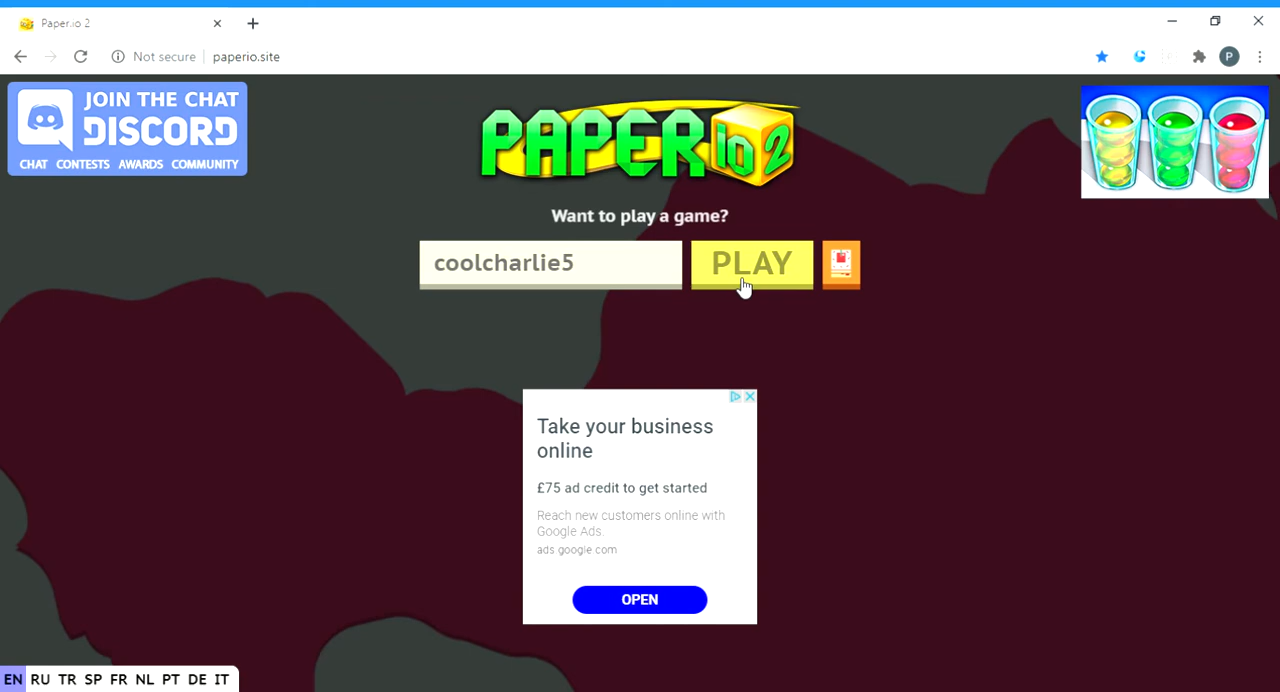 Paper.io 2
Not secure
paperio.site
P
JOIN THE CHAT
DISCORD
CHAT CONTESTS AWARDS COMMUNITY
PAPER io 2
Want to play a game?
coolcharlie5
PLAY
Take your business
online
£75 ad credit to get started
Reach new customers online with
Google Ads.
ads.google.com
OPEN
EN RU TR SP FR NL PT DE IT